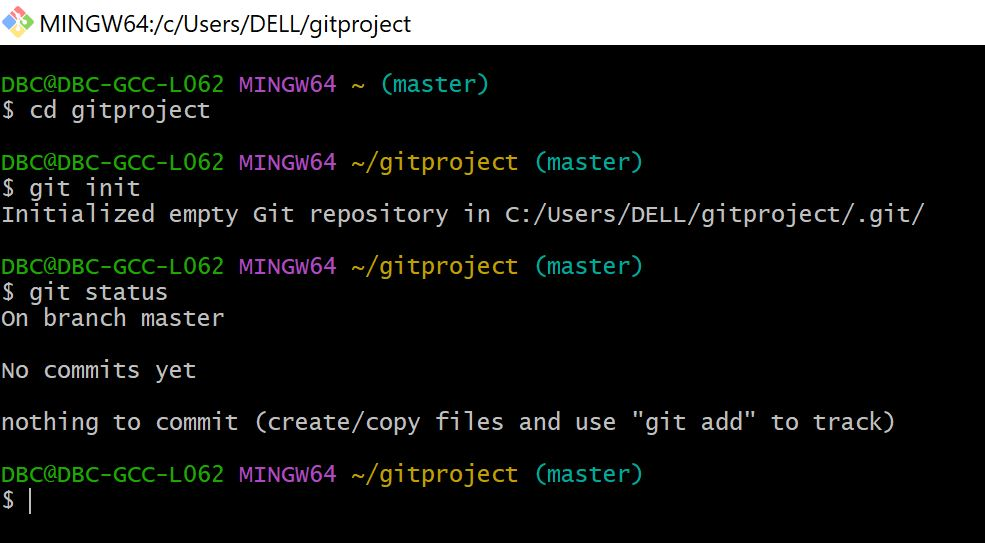 MINGW64:/c/Users/DELL/gitproject
DBC@DBC-GCC-L062 MINGW64 ~ (master)
$ cd gitproject
DBC@DBC-GCC-L062 MINGW64 ~/gitproject (master)
$ git init
Initialized empty Git repository in C:/Users/DELL/gitproject/.git/
DBC@DBC-GCC-L062 MINGW64 ~/gitproject (master)
$ git status
On branch master
No commits yet
nothing to commit (create/copy files and use "git add" to track)
DBC@DBC-GCC-L062 MINGW64 ~/gitproject (master)
$